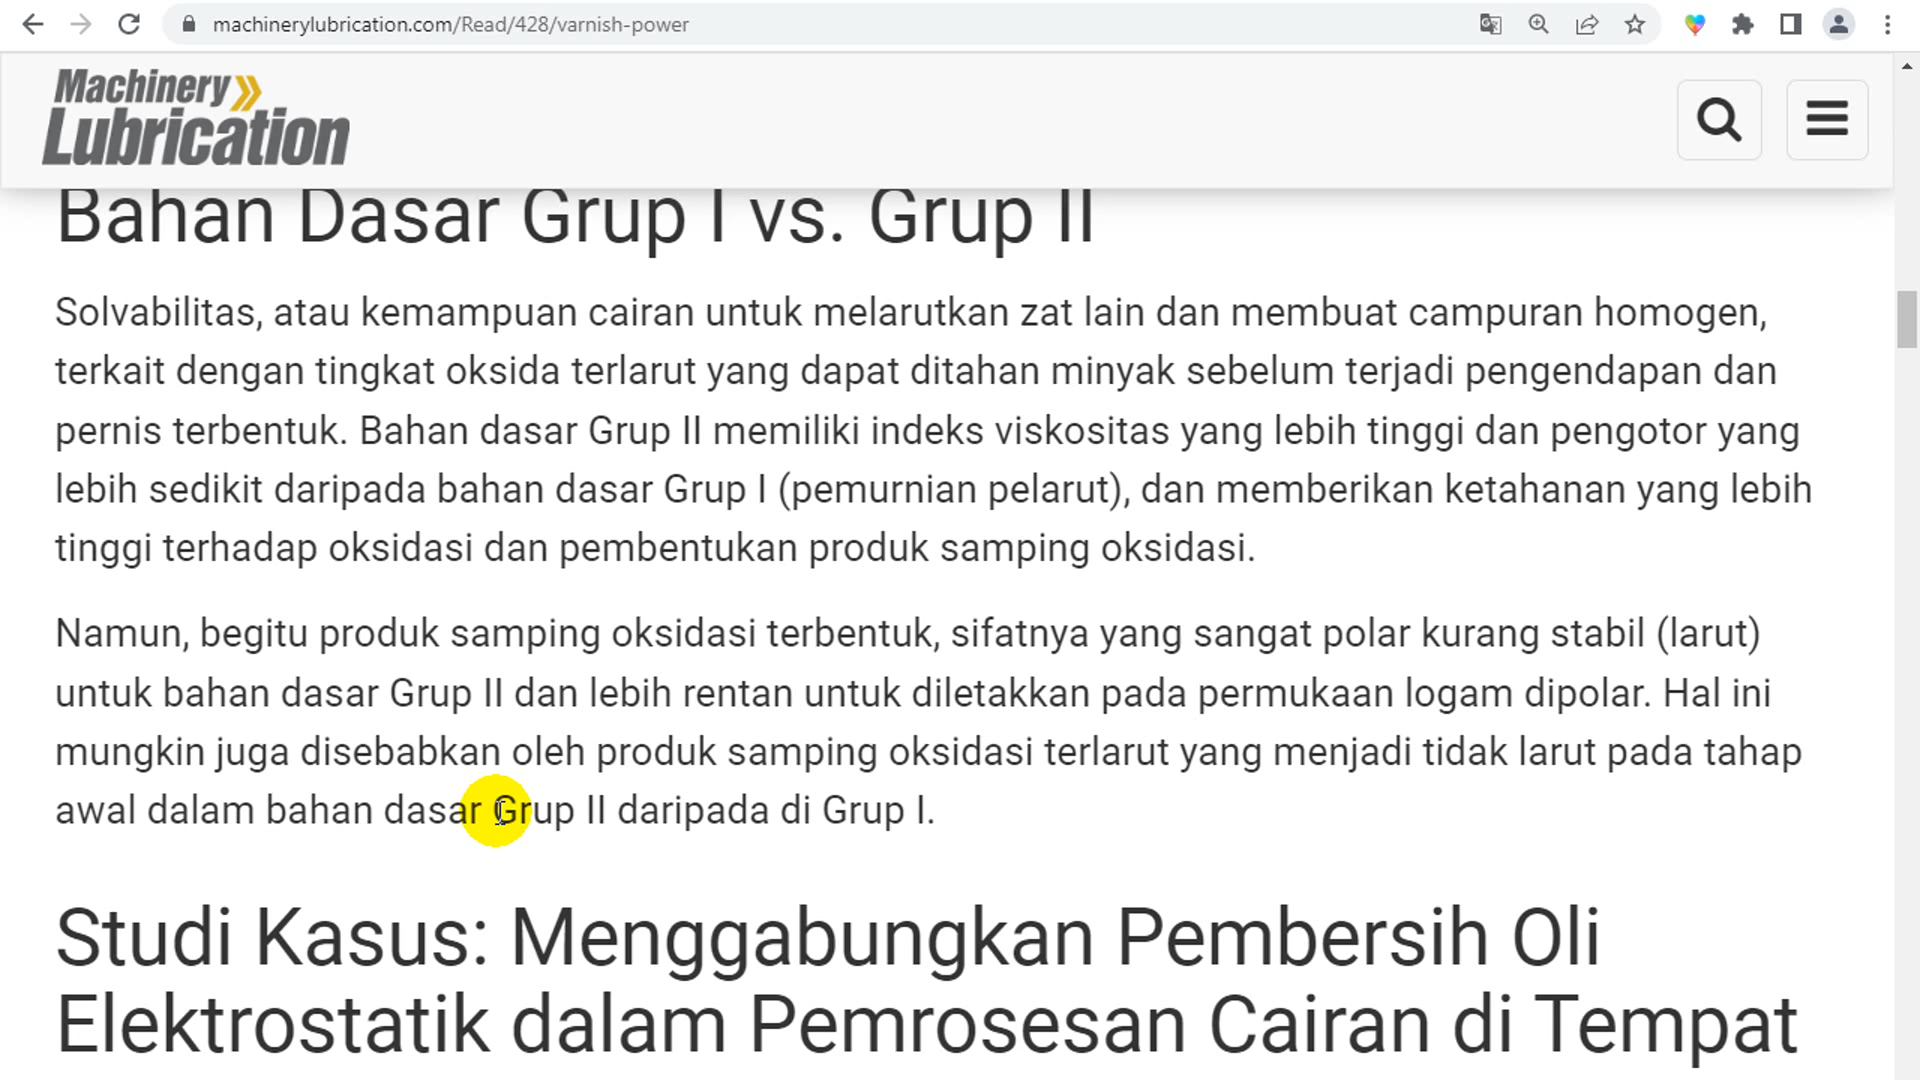 machinerylubrication.com/Read/428/varnish-power
Machinery
Lubrication
Bahan Dasar Grup I vs. Grup II
Solvabilitas, atau kemampuan cairan untuk melarutkan zat lain dan membuat campuran homogen,
terkait dengan tingkat oksida terlarut yang dapat ditahan minyak sebelum terjadi pengendapan dan
pernis terbentuk. Bahan dasar Grup II memiliki indeks viskositas yang lebih tinggi dan pengotor yang
lebih sedikit daripada bahan dasar Grup I (pemurnian pelarut), dan memberikan ketahanan yang lebih
tinggi terhadap oksidasi dan pembentukan produk samping oksidasi.
Namun, begitu produk samping oksidasi terbentuk, sifatnya yang sangat polar kurang stabil (larut)
untuk bahan dasar Grup II dan lebih rentan untuk diletakkan pada permukaan logam dipolar. Hal ini
mungkin juga disebabkan oleh produk samping oksidasi terlarut yang menjadi tidak larut pada tahap
awal dalam bahan dasar Grup II daripada di Grup I.
Studi Kasus: Menggabungkan Pembersih Oli
Elektrostatik dalam Pemrosesan Cairan di Tempat